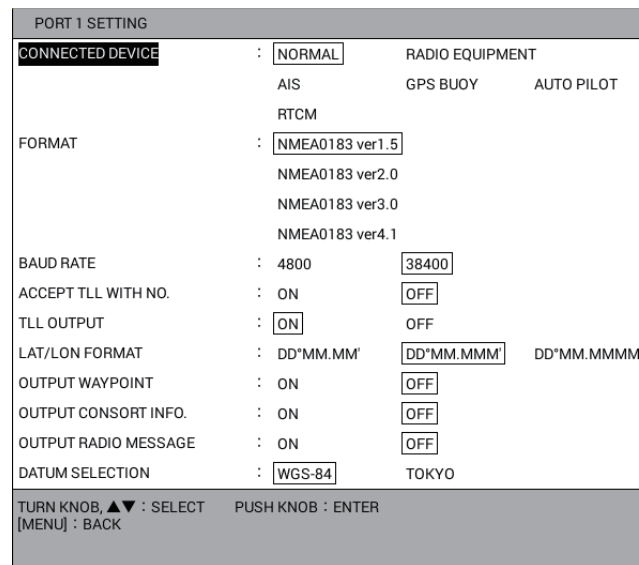 PORT 1 SETTING
CONNECTED DEVICE : NORMAL RADIO EQUIPMENT
AIS GPS BUOY AUTO PILOT
RTCM
FORMAT : NMEA0183 ver1.5
NMEA0183 ver2.0
NMEA0183 ver3.0
NMEA0183 ver4.1
BAUD RATE : 4800 38400
ACCEPT TLL WITH NO. : ON OFF
TLL OUTPUT : ON OFF
LAT/LON FORMAT : DD°MM.MM' DD°MM.MMM' DD°MM.MMMM
OUTPUT WAYPOINT : ON OFF
OUTPUT CONSORT INFO. : ON OFF
OUTPUT RADIO MESSAGE : ON OFF
DATUM SELECTION : WGS-84 TOKYO
TURN KNOB, ▲▼ : SELECT PUSH KNOB : ENTER
[MENU] : BACK